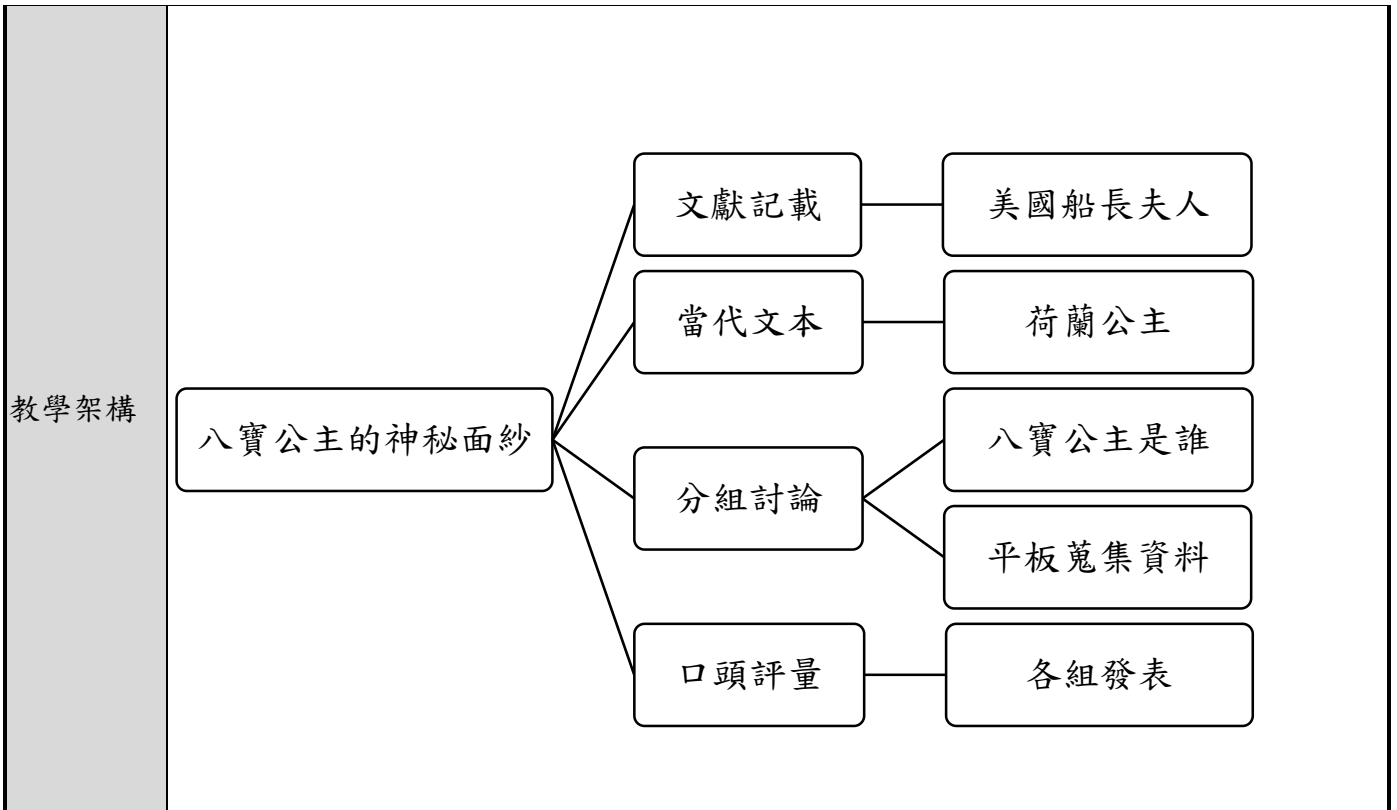 教學架構
八寶公主的神秘面紗
文獻記載
美國船長夫人
當代文本
荷蘭公主
分組討論
八寶公主是誰
平板蒐集資料
口頭評量
各組發表